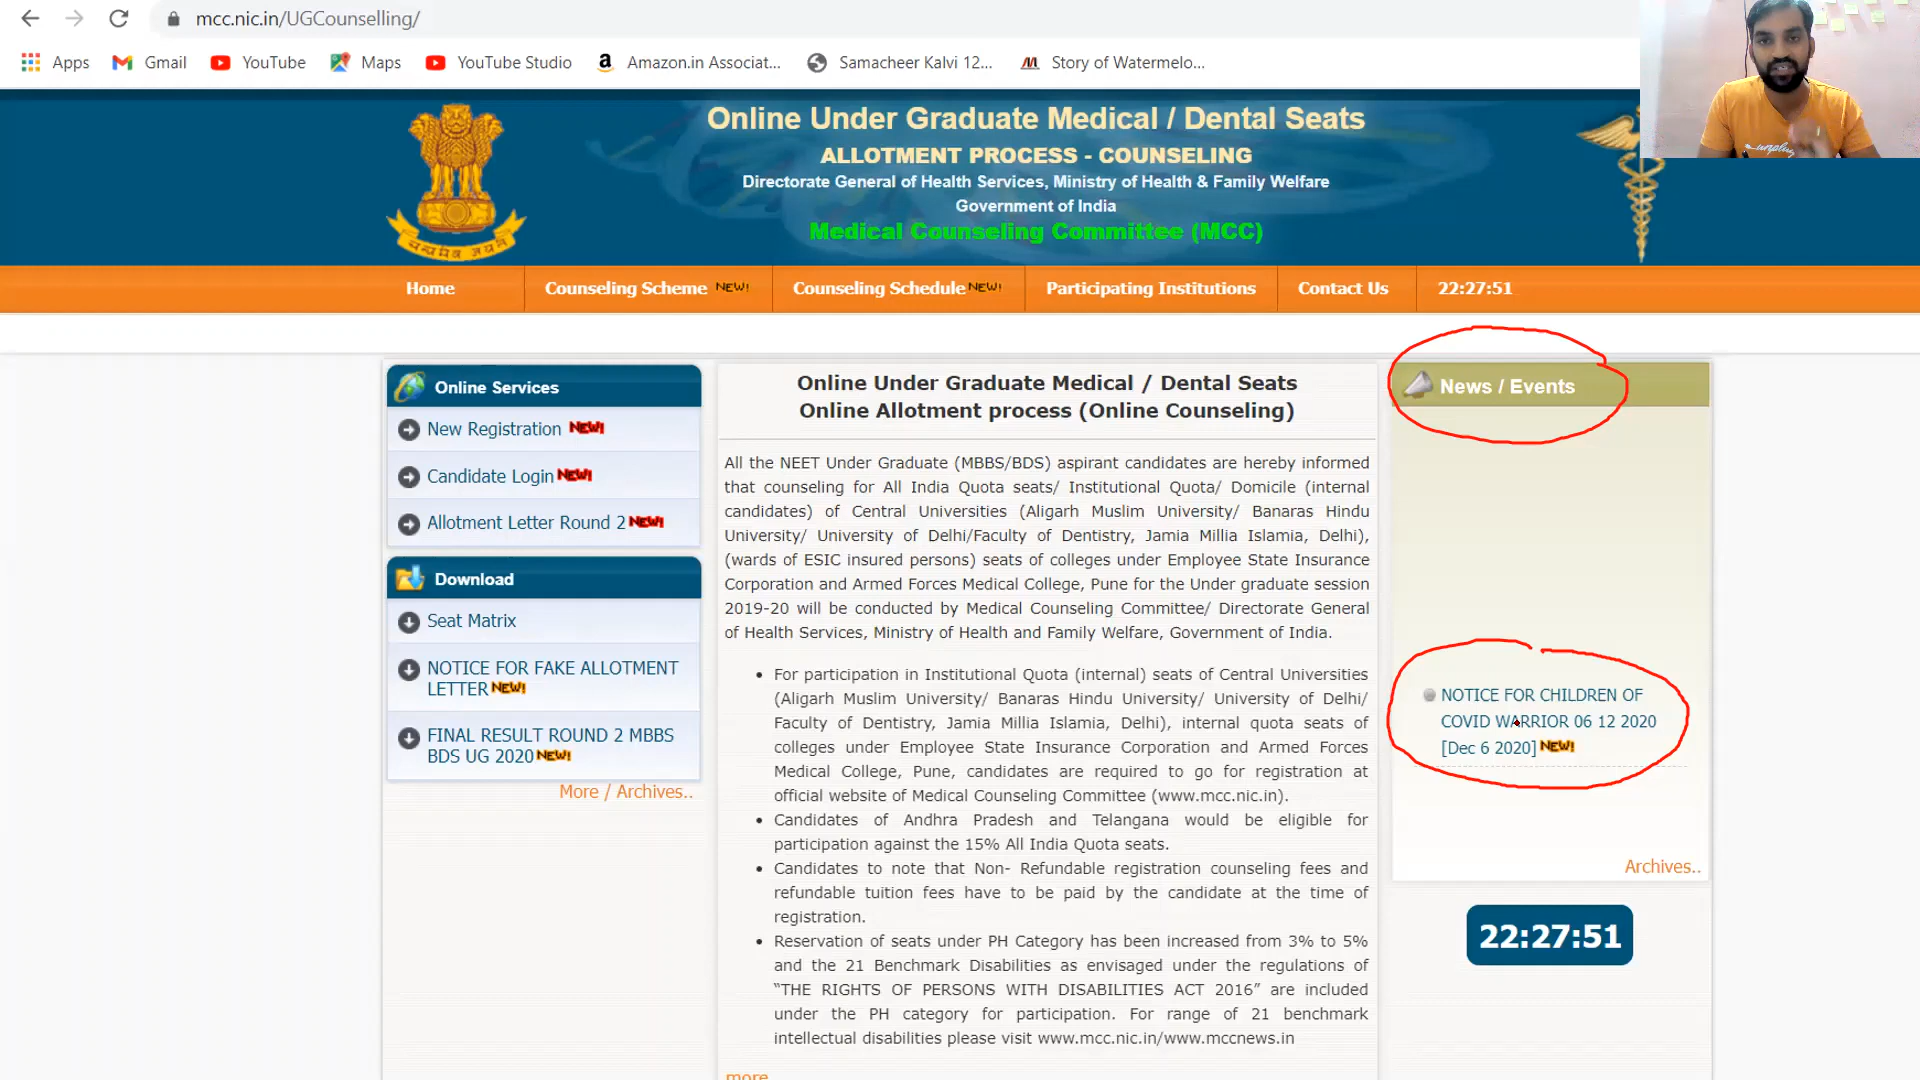 mcc.nic.in/UGCounselling/
Apps
Gmail
YouTube
Maps
YouTube Studio
Amazon.in Associat...
Samacheer Kalvi 12...
Story of Watermelo...
Online Under Graduate Medical / Dental Seats
ALLOTMENT PROCESS - COUNSELING
Directorate General of Health Services, Ministry of Health & Family Welfare
Government of India
Medical Counseling Committee (MCC)
सत्यमेव जयते
unplug
Home
Counseling Scheme NEW!
Counseling Schedule NEW!
Participating Institutions
Contact Us
22:27:51
Online Services
New Registration NEW!
Candidate Login NEW!
Allotment Letter Round 2 NEW!
Download
Seat Matrix
NOTICE FOR FAKE ALLOTMENT
LETTER NEW!
FINAL RESULT ROUND 2 MBBS
BDS UG 2020 NEW!
More / Archives..
Online Under Graduate Medical / Dental Seats
Online Allotment process (Online Counseling)
All the NEET Under Graduate (MBBS/BDS) aspirant candidates are hereby informed
that counseling for All India Quota seats/ Institutional Quota/ Domicile (internal
candidates) of Central Universities (Aligarh Muslim University/ Banaras Hindu
University/ University of Delhi/Faculty of Dentistry, Jamia Millia Islamia, Delhi),
(wards of ESIC insured persons) seats of colleges under Employee State Insurance
Corporation and Armed Forces Medical College, Pune for the Under graduate session
2019-20 will be conducted by Medical Counseling Committee/ Directorate General
of Health Services, Ministry of Health and Family Welfare, Government of India.
• For participation in Institutional Quota (internal) seats of Central Universities
(Aligarh Muslim University/ Banaras Hindu University/ University of Delhi/
Faculty of Dentistry, Jamia Millia Islamia, Delhi), internal quota seats of
colleges under Employee State Insurance Corporation and Armed Forces
Medical College, Pune, candidates are required to go for registration at
official website of Medical Counseling Committee (www.mcc.nic.in).
• Candidates of Andhra Pradesh and Telangana would be eligible for
participation against the 15% All India Quota seats.
• Candidates to note that Non- Refundable registration counseling fees and
refundable tuition fees have to be paid by the candidate at the time of
registration.
• Reservation of seats under PH Category has been increased from 3% to 5%
and the 21 Benchmark Disabilities as envisaged under the regulations of
“THE RIGHTS OF PERSONS WITH DISABILITIES ACT 2016” are included
under the PH category for participation. For range of 21 benchmark
intellectual disabilities please visit www.mcc.nic.in/www.mccnews.in
more
News / Events
NOTICE FOR CHILDREN OF
COVID WARRIOR 06 12 2020
[Dec 6 2020] NEW!
Archives..
22:27:51